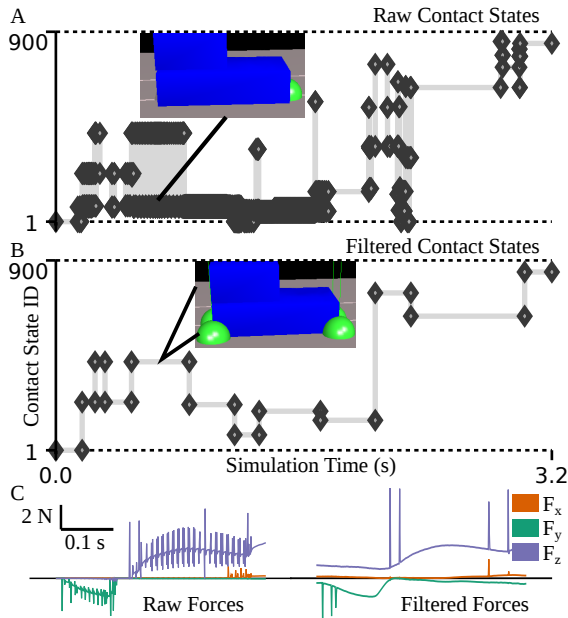 A
Raw Contact States
900
1
B
Filtered Contact States
900
1
Contact State ID
0.0
Simulation Time (s)
3.2
C
2 N
0.1 s
Fx
Fy
Fz
Raw Forces
Filtered Forces